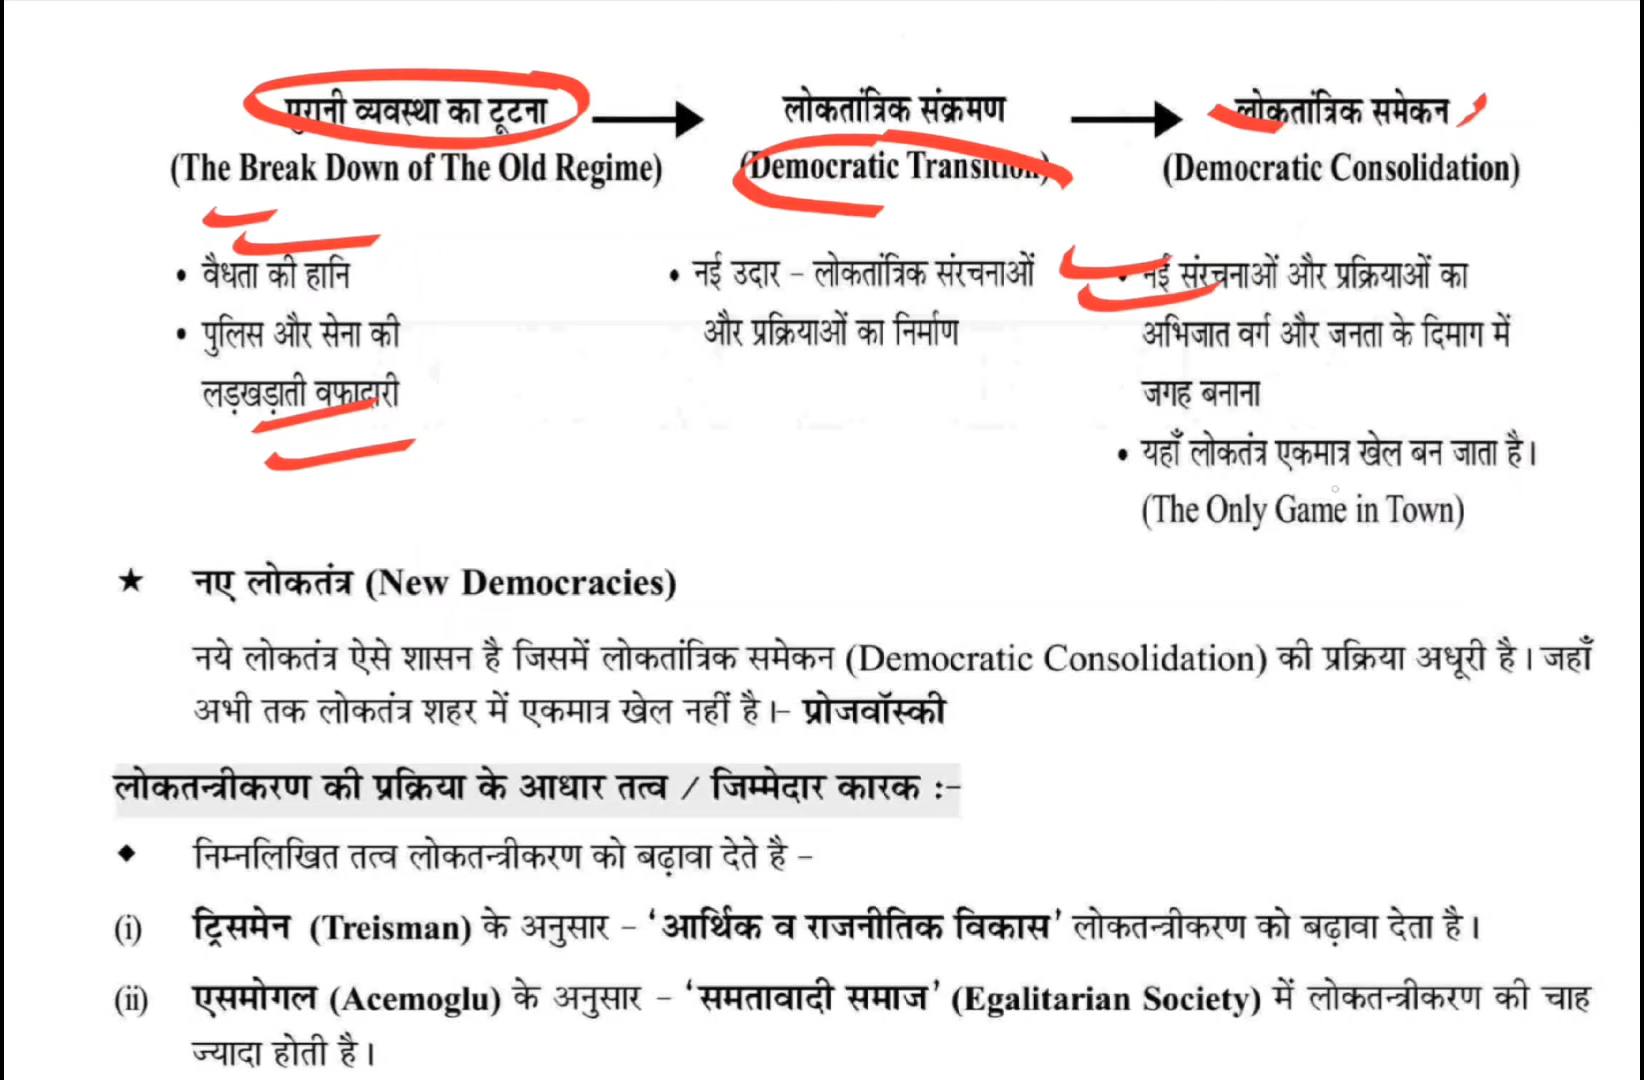 पुरानी व्यवस्था का टूटना
लोकतांत्रिक संक्रमण
लोकतांत्रिक समेकन
(The Break Down of The Old Regime)
(Democratic Transition)
(Democratic Consolidation)
• वैधता की हानि
• पुलिस और सेना की
लड़खड़ाती वफादारी
• नई उदार – लोकतांत्रिक संरचनाओं
और प्रक्रियाओं का निर्माण
• नई संरचनाओं और प्रक्रियाओं का
अभिजात वर्ग और जनता के दिमाग में
जगह बनाना
• यहाँ लोकतंत्र एकमात्र खेल बन जाता है।
(The Only Game in Town)
★ नए लोकतंत्र (New Democracies)
नये लोकतंत्र ऐसे शासन है जिसमें लोकतांत्रिक समेकन (Democratic Consolidation) की प्रक्रिया अधूरी है। जहाँ
अभी तक लोकतंत्र शहर में एकमात्र खेल नहीं है।- प्रोजवॉस्की
लोकतन्त्रीकरण की प्रक्रिया के आधार तत्व / जिम्मेदार कारक :-
◆ निम्नलिखित तत्व लोकतन्त्रीकरण को बढ़ावा देते है –
(i) ट्रिसमेन (Treisman) के अनुसार – ‘आर्थिक व राजनीतिक विकास’ लोकतन्त्रीकरण को बढ़ावा देता है।
(ii) एसमोगल (Acemoglu) के अनुसार – ‘समतावादी समाज’ (Egalitarian Society) में लोकतन्त्रीकरण की चाह
ज्यादा होती है।